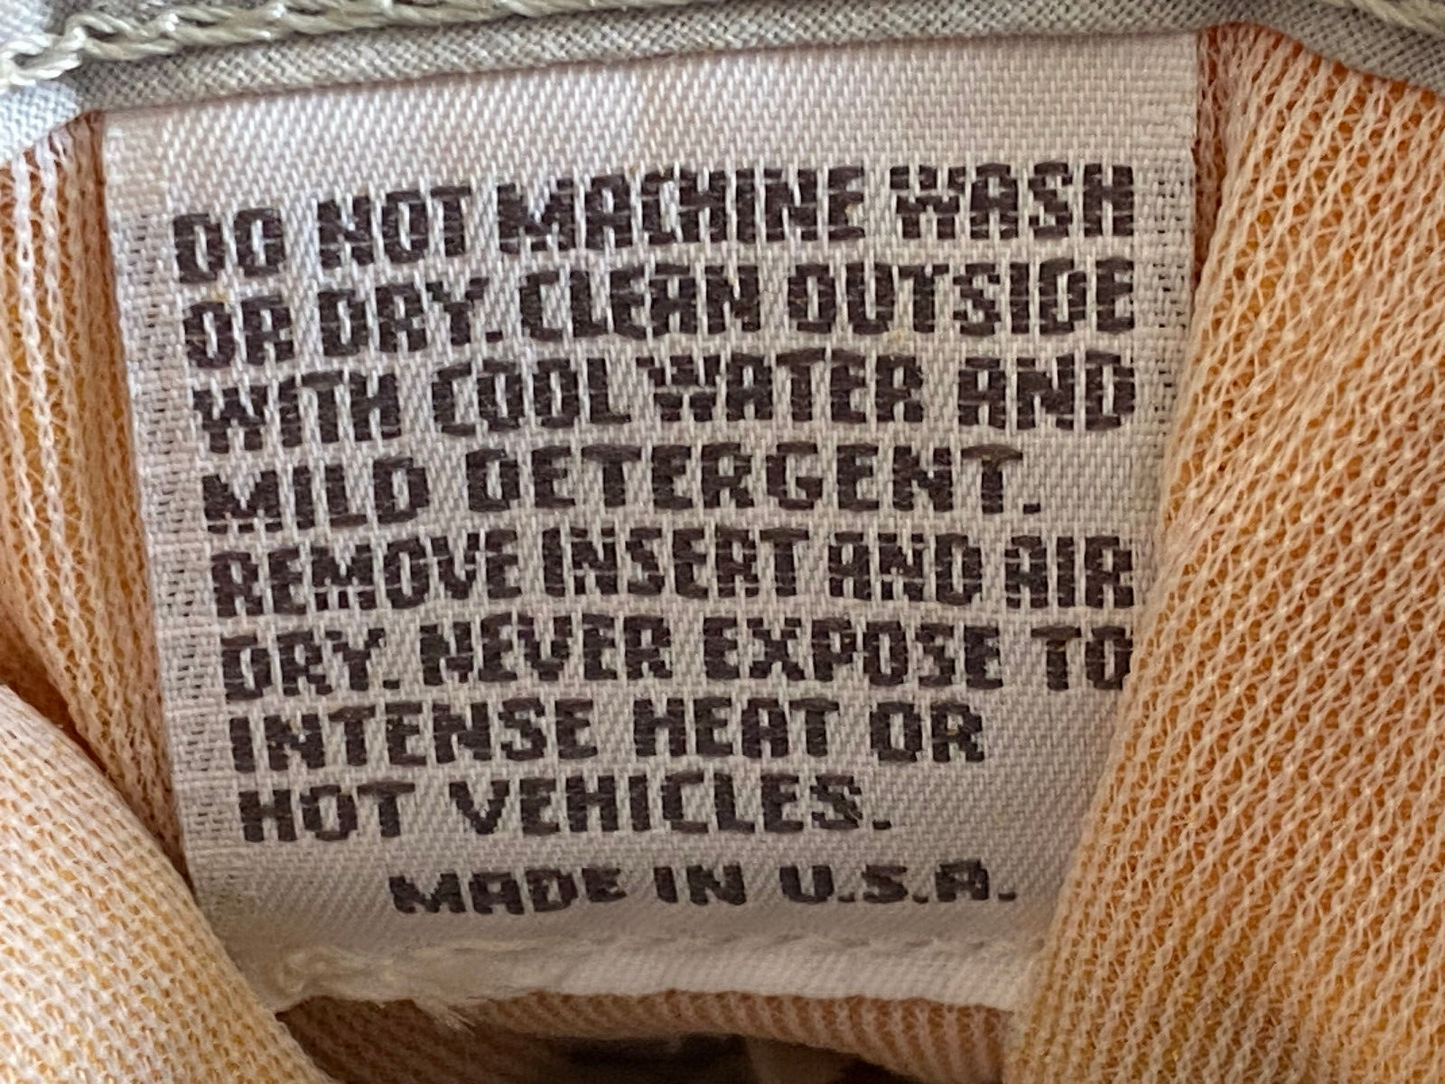 DO NOT MACHINE WASH
OR DRY. CLEAN OUTSIDE
WITH COOL WATER AND
MILD DETERGENT.
REMOVE INSERT AND AIR
DRY. NEVER EXPOSE TO
INTENSE HEAT OR
HOT VEHICLES.
MADE IN U.S.A.